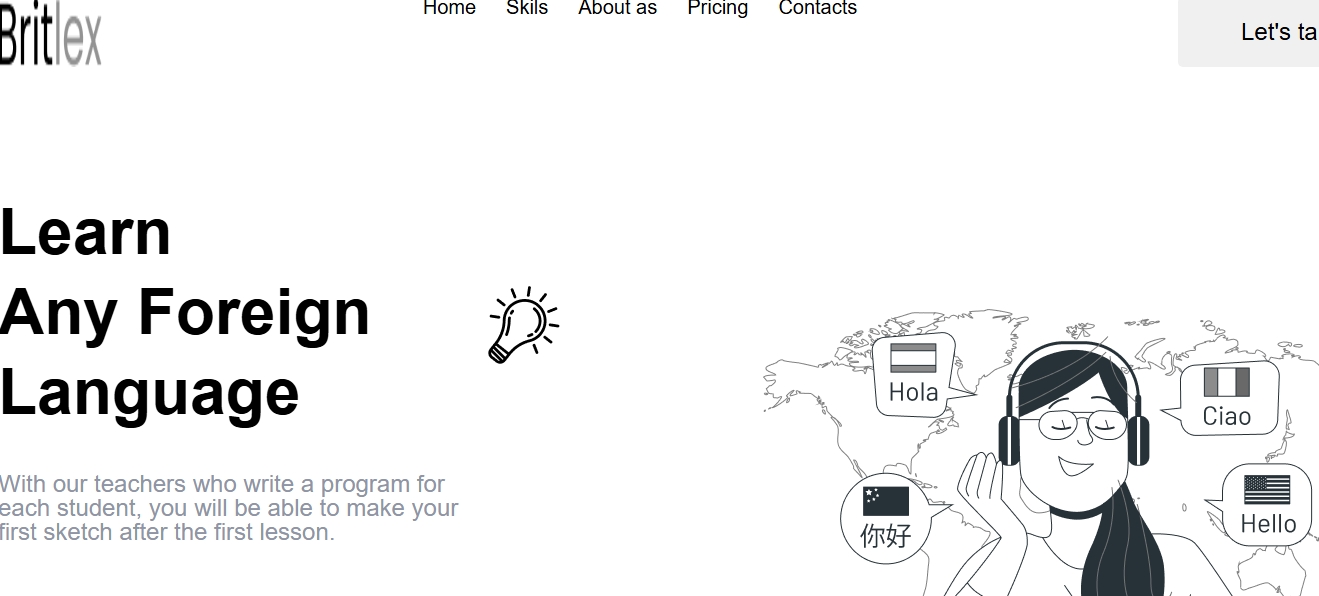 Britlex
Home Skils About as Pricing Contacts
Let's ta
Learn
Any Foreign
Language
With our teachers who write a program for
each student, you will be able to make your
first sketch after the first lesson.
Hola
Ciao
你好
Hello